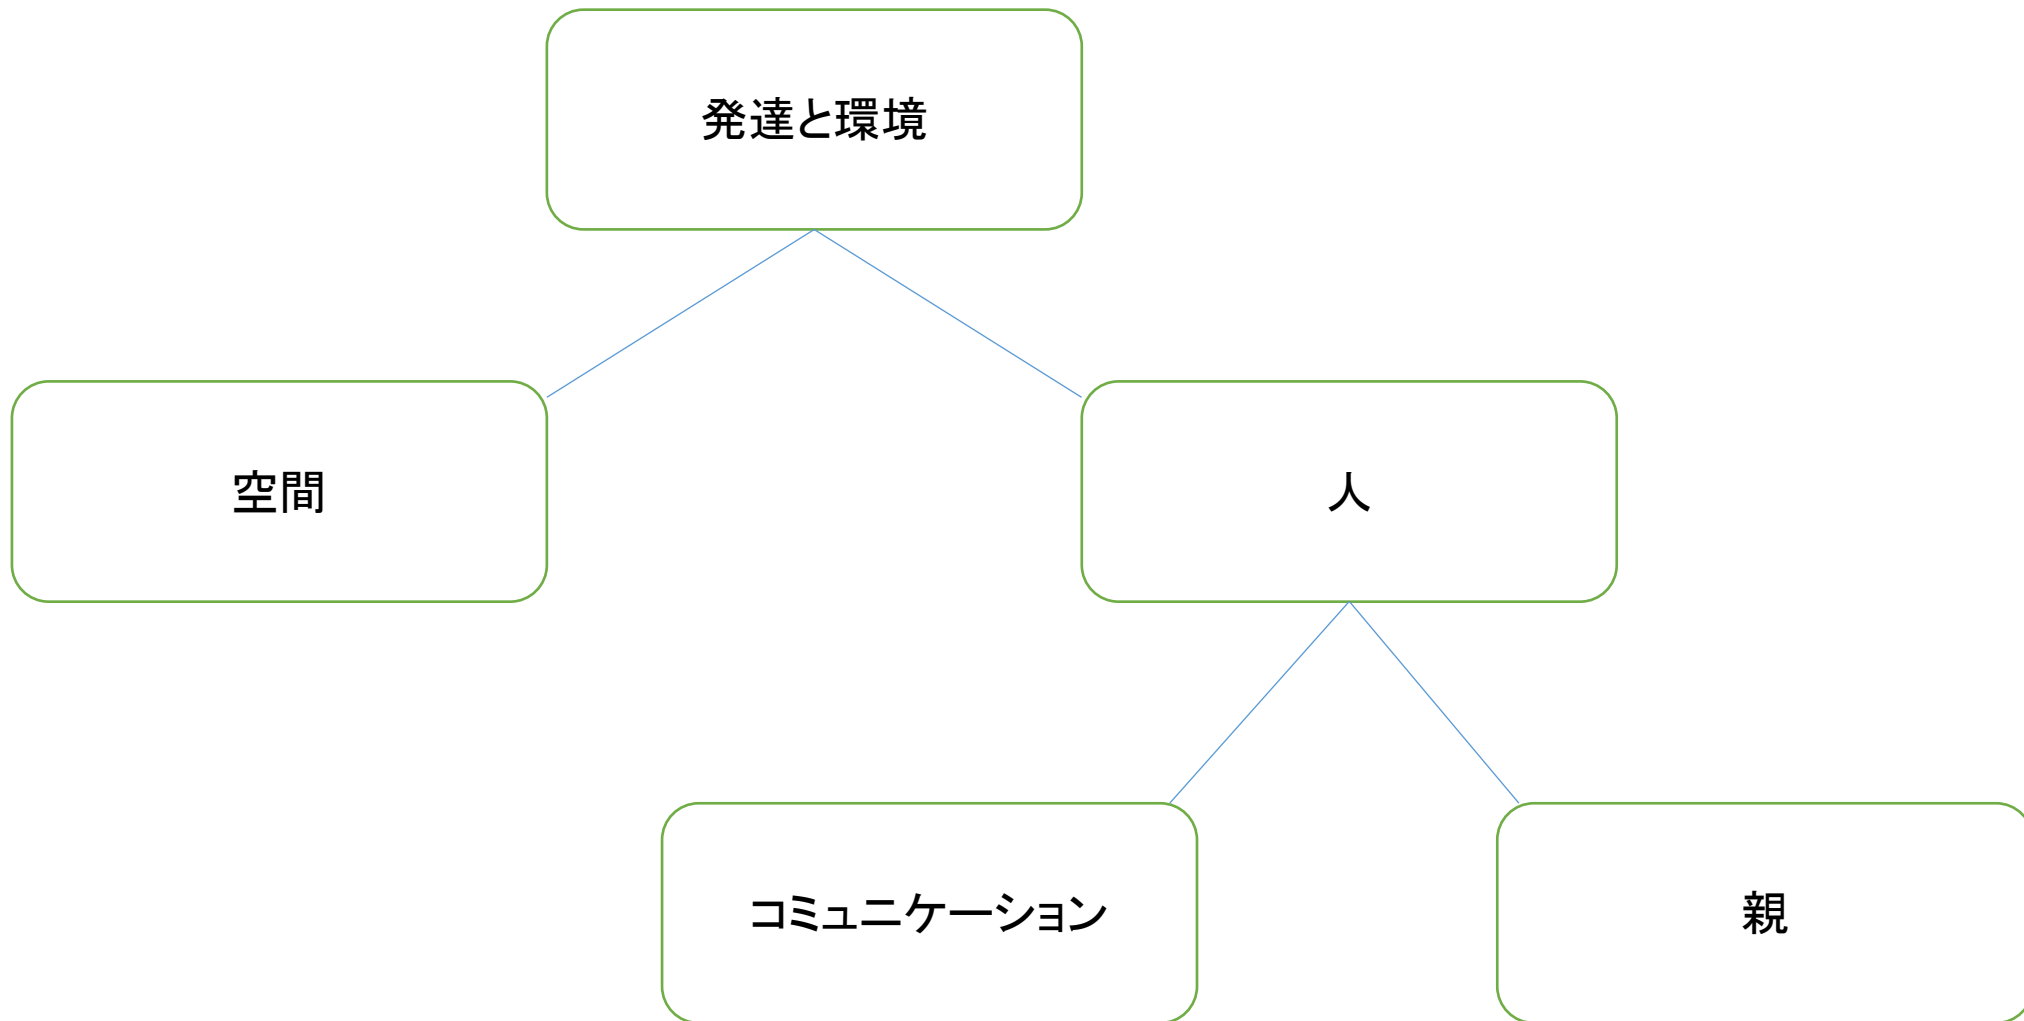 発達と環境
空間
人
コミュニケーション
親